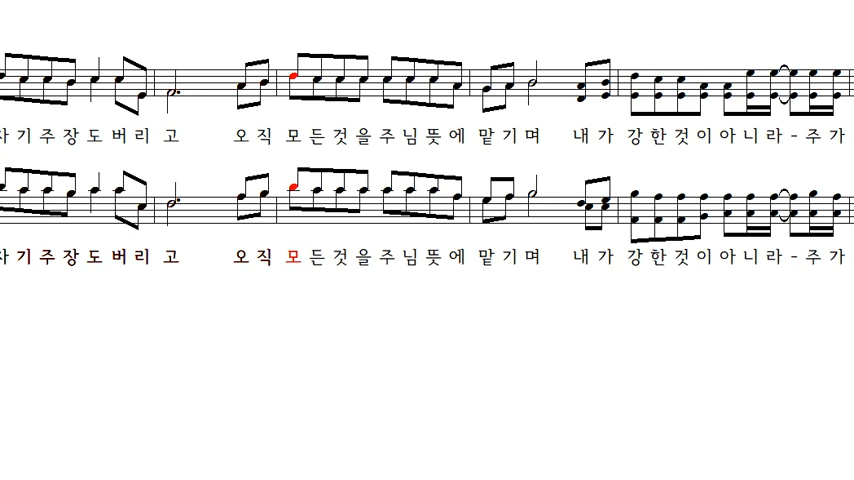 자 기 주 장 도 버 리 고 오 직 모 든 것 을 주 님 뜻 에 맡 기 며 내 가 강 한 것 이 아 니 라 - 주 가
자 기 주 장 도 버 리 고 오 직 모 든 것 을 주 님 뜻 에 맡 기 며 내 가 강 한 것 이 아 니 라 - 주 가